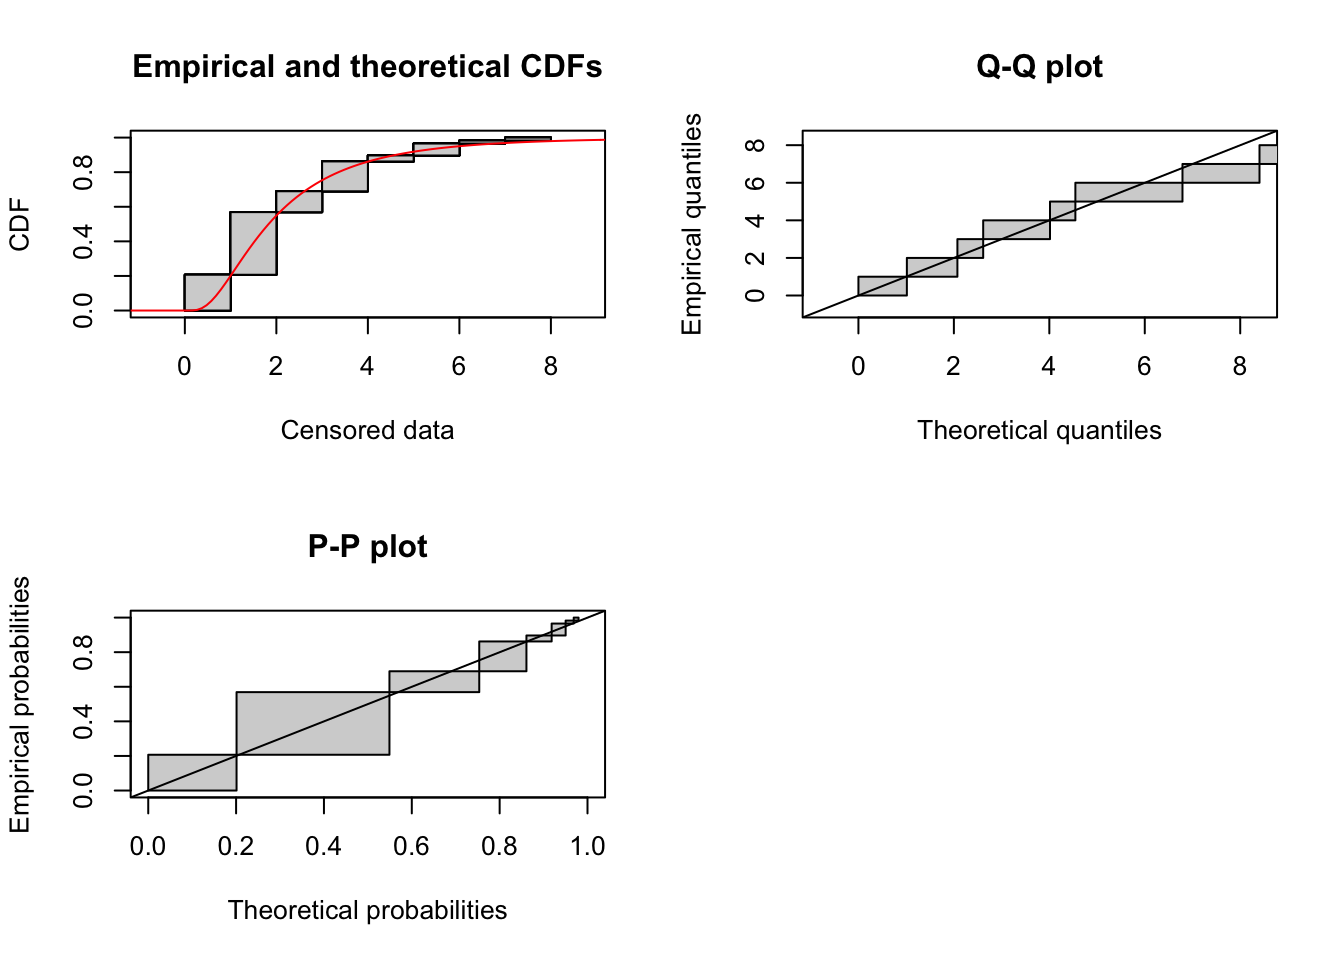 Empirical and theoretical CDFs
CDF
0.0 0.4 0.8
0 2 4 6 8
Censored data
Q-Q plot
Empirical quantiles
0 2 4 6 8
0 2 4 6 8
Theoretical quantiles
P-P plot
Empirical probabilities
0.0 0.4 0.8
0.0 0.2 0.4 0.6 0.8 1.0
Theoretical probabilities